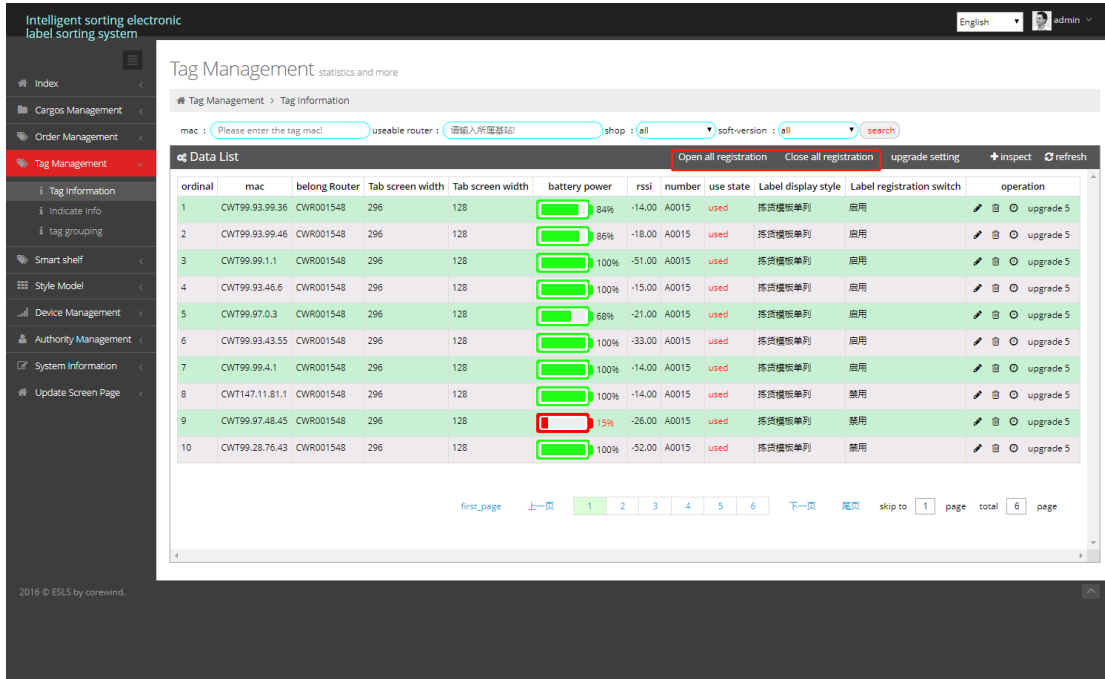 Intelligent sorting electronic
label sorting system
English
admin
Index
Cargos Management
Order Management
Tag Management
Tag Information
Indicate Info
tag grouping
Smart shelf
Style Model
Device Management
Authority Management
System Information
Update Screen Page
Tag Management statistics and more
Tag Management > Tag Information
mac : Please enter the tag mac! useable router : 请输入所属基站! shop : all soft-version : all search
Data List Open all registration Close all registration upgrade setting inspect refresh
ordinal mac belong Router Tab screen width Tab screen width battery power rssi number use state Label display style Label registration switch operation
1 CWT99.93.99.36 CWR001548 296 128 84% -14.00 A0015 used 拣货模板单列 启用 upgrade 5
2 CWT99.93.99.46 CWR001548 296 128 86% -18.00 A0015 used 拣货模板单列 启用 upgrade 5
3 CWT99.99.1.1 CWR001548 296 128 100% -51.00 A0015 used 拣货模板单列 启用 upgrade 5
4 CWT99.93.46.6 CWR001548 296 128 100% -15.00 A0015 used 拣货模板单列 启用 upgrade 5
5 CWT99.97.0.3 CWR001548 296 128 68% -21.00 A0015 used 拣货模板单列 启用 upgrade 5
6 CWT99.93.43.55 CWR001548 296 128 100% -33.00 A0015 used 拣货模板单列 启用 upgrade 5
7 CWT99.99.4.1 CWR001548 296 128 100% -14.00 A0015 used 拣货模板单列 启用 upgrade 5
8 CWT147.11.81.1 CWR001548 296 128 100% -14.00 A0015 used 拣货模板单列 禁用 upgrade 5
9 CWT99.97.48.45 CWR001548 296 128 15% -26.00 A0015 used 拣货模板单列 禁用 upgrade 5
10 CWT99.28.76.43 CWR001548 296 128 100% -52.00 A0015 used 拣货模板单列 禁用 upgrade 5
first_page 上一页 1 2 3 4 5 6 下一页 尾页 skip to 1 page total 6 page
2016 © ESLS by corewind.